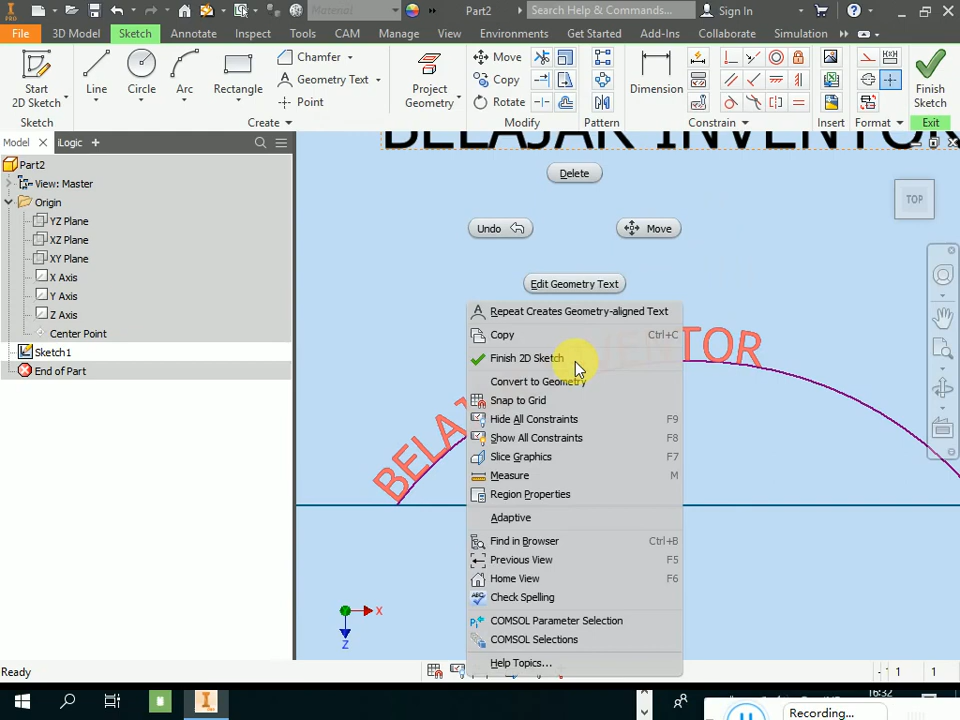 PRO
Material
Part2
Search Help & Commands...
Sign In
File
3D Model
Sketch
Annotate
Inspect
Tools
CAM
Manage
View
Environments
Get Started
Add-Ins
Collaborate
Simulation
Start
2D Sketch
Line
Circle
Arc
Rectangle
Chamfer
Geometry Text
Point
Project
Geometry
Move
Copy
Rotate
Dimension
Finish
Sketch
Sketch
Create
Modify
Pattern
Constrain
Insert
Format
Exit
Model
iLogic
Part2
View: Master
Origin
YZ Plane
XZ Plane
XY Plane
X Axis
Y Axis
Z Axis
Center Point
Sketch1
End of Part
BELAJAR INVENTOR
TOP
Delete
Undo
Move
Edit Geometry Text
Repeat Creates Geometry-aligned Text
Copy Ctrl+C
Finish 2D Sketch
Convert to Geometry
Snap to Grid
Hide All Constraints F9
Show All Constraints F8
Slice Graphics F7
Measure M
Region Properties
Adaptive
Find in Browser Ctrl+B
Previous View F5
Home View F6
Check Spelling
COMSOL Parameter Selection
COMSOL Selections
Help Topics...
X
Z
Ready
1 1
16:32
Recording...